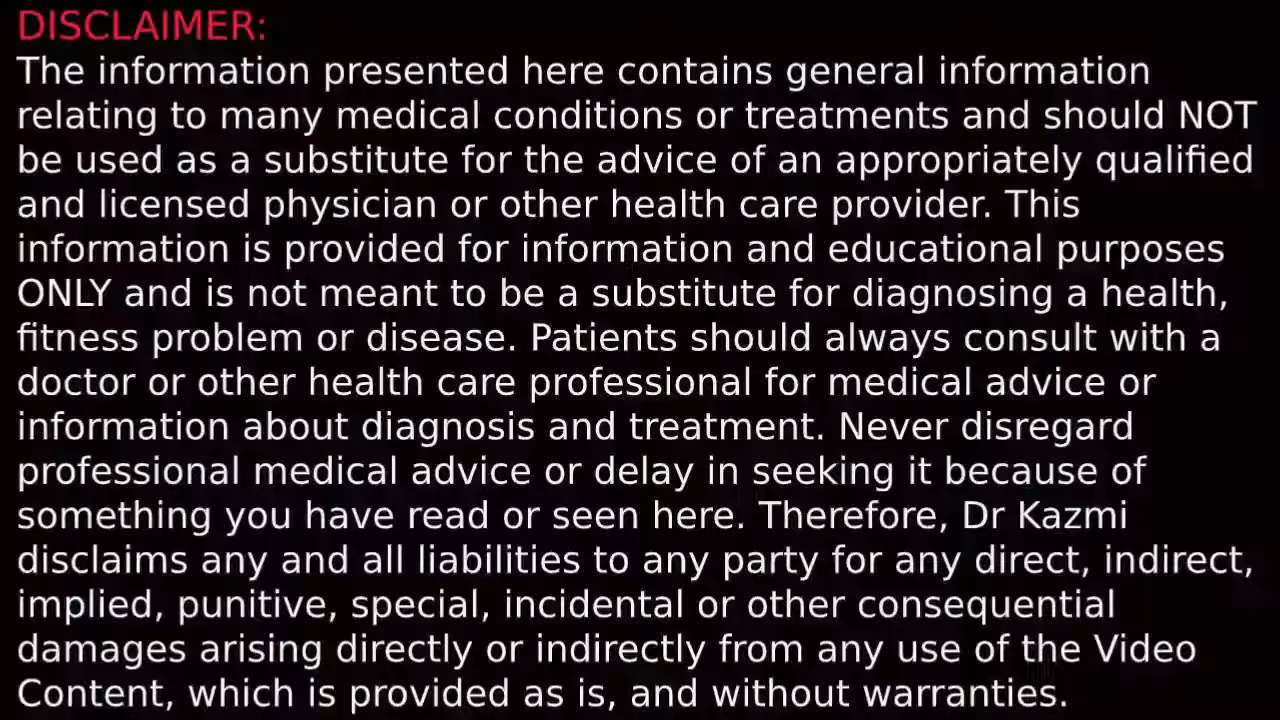 DISCLAIMER:
The information presented here contains general information
relating to many medical conditions or treatments and should NOT
be used as a substitute for the advice of an appropriately qualified
and licensed physician or other health care provider. This
information is provided for information and educational purposes
ONLY and is not meant to be a substitute for diagnosing a health,
fitness problem or disease. Patients should always consult with a
doctor or other health care professional for medical advice or
information about diagnosis and treatment. Never disregard
professional medical advice or delay in seeking it because of
something you have read or seen here. Therefore, Dr Kazmi
disclaims any and all liabilities to any party for any direct, indirect,
implied, punitive, special, incidental or other consequential
damages arising directly or indirectly from any use of the Video
Content, which is provided as is, and without warranties.